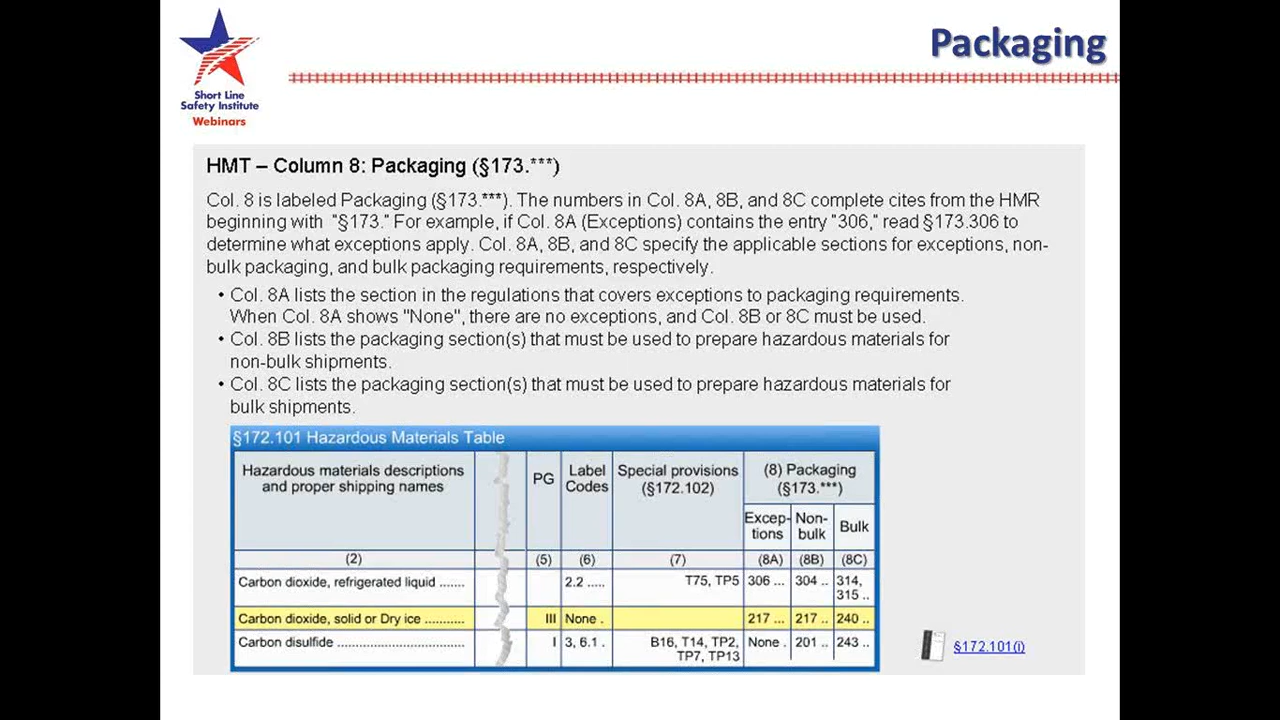 Packaging
Short Line
Safety Institute
Webinars
HMT – Column 8: Packaging (§173.***)
Col. 8 is labeled Packaging (§173.***). The numbers in Col. 8A, 8B, and 8C complete cites from the HMR
beginning with "§173." For example, if Col. 8A (Exceptions) contains the entry "306," read §173.306 to
determine what exceptions apply. Col. 8A, 8B, and 8C specify the applicable sections for exceptions, non-
bulk packaging, and bulk packaging requirements, respectively.
• Col. 8A lists the section in the regulations that covers exceptions to packaging requirements.
When Col. 8A shows "None", there are no exceptions, and Col. 8B or 8C must be used.
• Col. 8B lists the packaging section(s) that must be used to prepare hazardous materials for
non-bulk shipments.
• Col. 8C lists the packaging section(s) that must be used to prepare hazardous materials for
bulk shipments.
§172.101 Hazardous Materials Table
Hazardous materials descriptions
and proper shipping names
PG
Label
Codes
Special provisions
(§172.102)
(8) Packaging
(§173.***)
Excep-
tions
Non-
bulk
Bulk
(2) (5) (6) (7) (8A) (8B) (8C)
Carbon dioxide, refrigerated liquid ....... 2.2 ..... T75, TP5 306 ... 304 .. 314,
315 ..
Carbon dioxide, solid or Dry ice ........... III None . 217 ... 217 .. 240 ..
Carbon disulfide ................................... I 3, 6.1 . B16, T14, TP2, None . 201 .. 243 ..
TP7, TP13
§172.101(i)